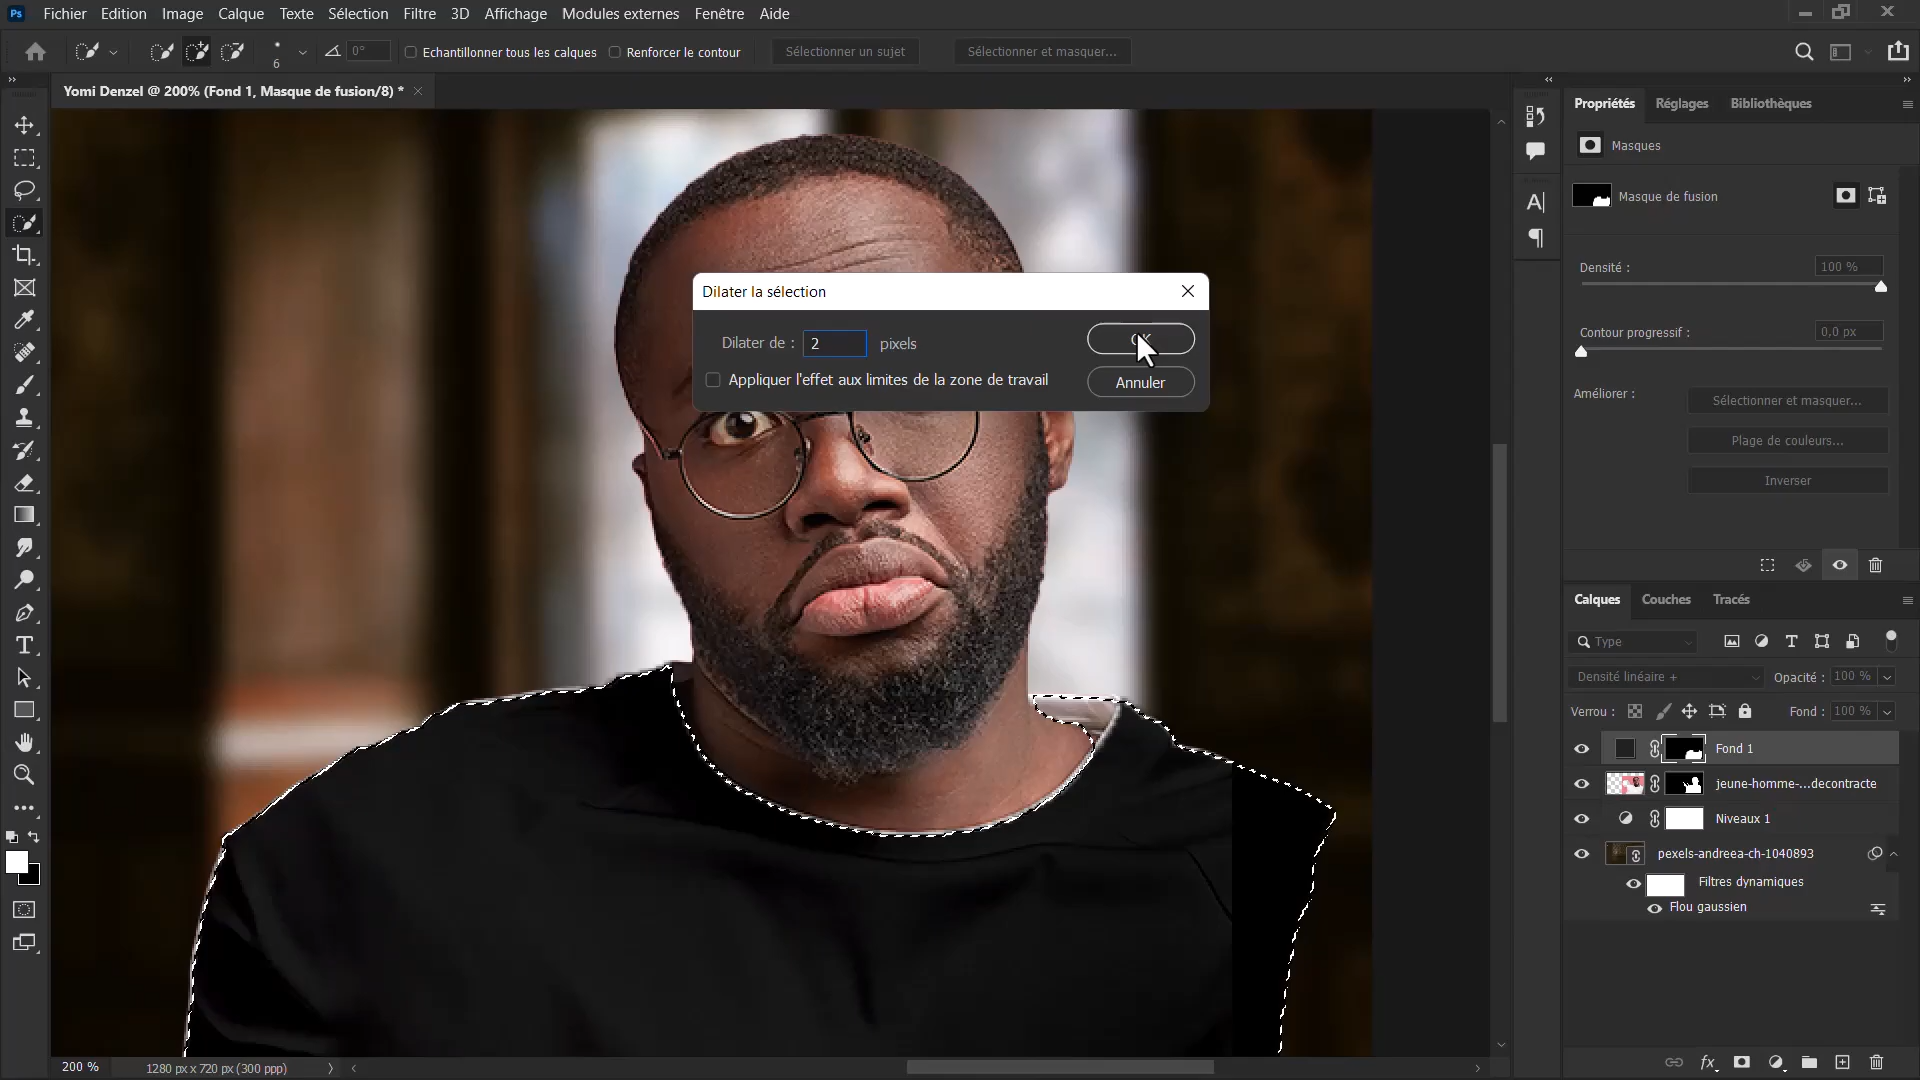 Ps Fichier Edition Image Calque Texte Sélection Filtre 3D Affichage Modules externes Fenêtre Aide
6 0° Echantillonner tous les calques Renforcer le contour Sélectionner un sujet Sélectionner et masquer...
Yomi Denzel @ 200% (Fond 1, Masque de fusion/8) *
Propriétés Réglages Bibliothèques
Masques
Masque de fusion
Densité : 100 %
Contour progressif : 0,0 px
Améliorer : Sélectionner et masquer...
Plage de couleurs...
Inverser
Dilater la sélection
Dilater de : 2 pixels
Appliquer l'effet aux limites de la zone de travail
Annuler
Calques Couches Tracés
Type
Densité linéaire + Opacité : 100 %
Verrou : Fond : 100 %
Fond 1
jeune-homme-...decontracte
Niveaux 1
pexels-andreea-ch-1040893
Filtres dynamiques
Flou gaussien
200 % 1280 px x 720 px (300 ppp)